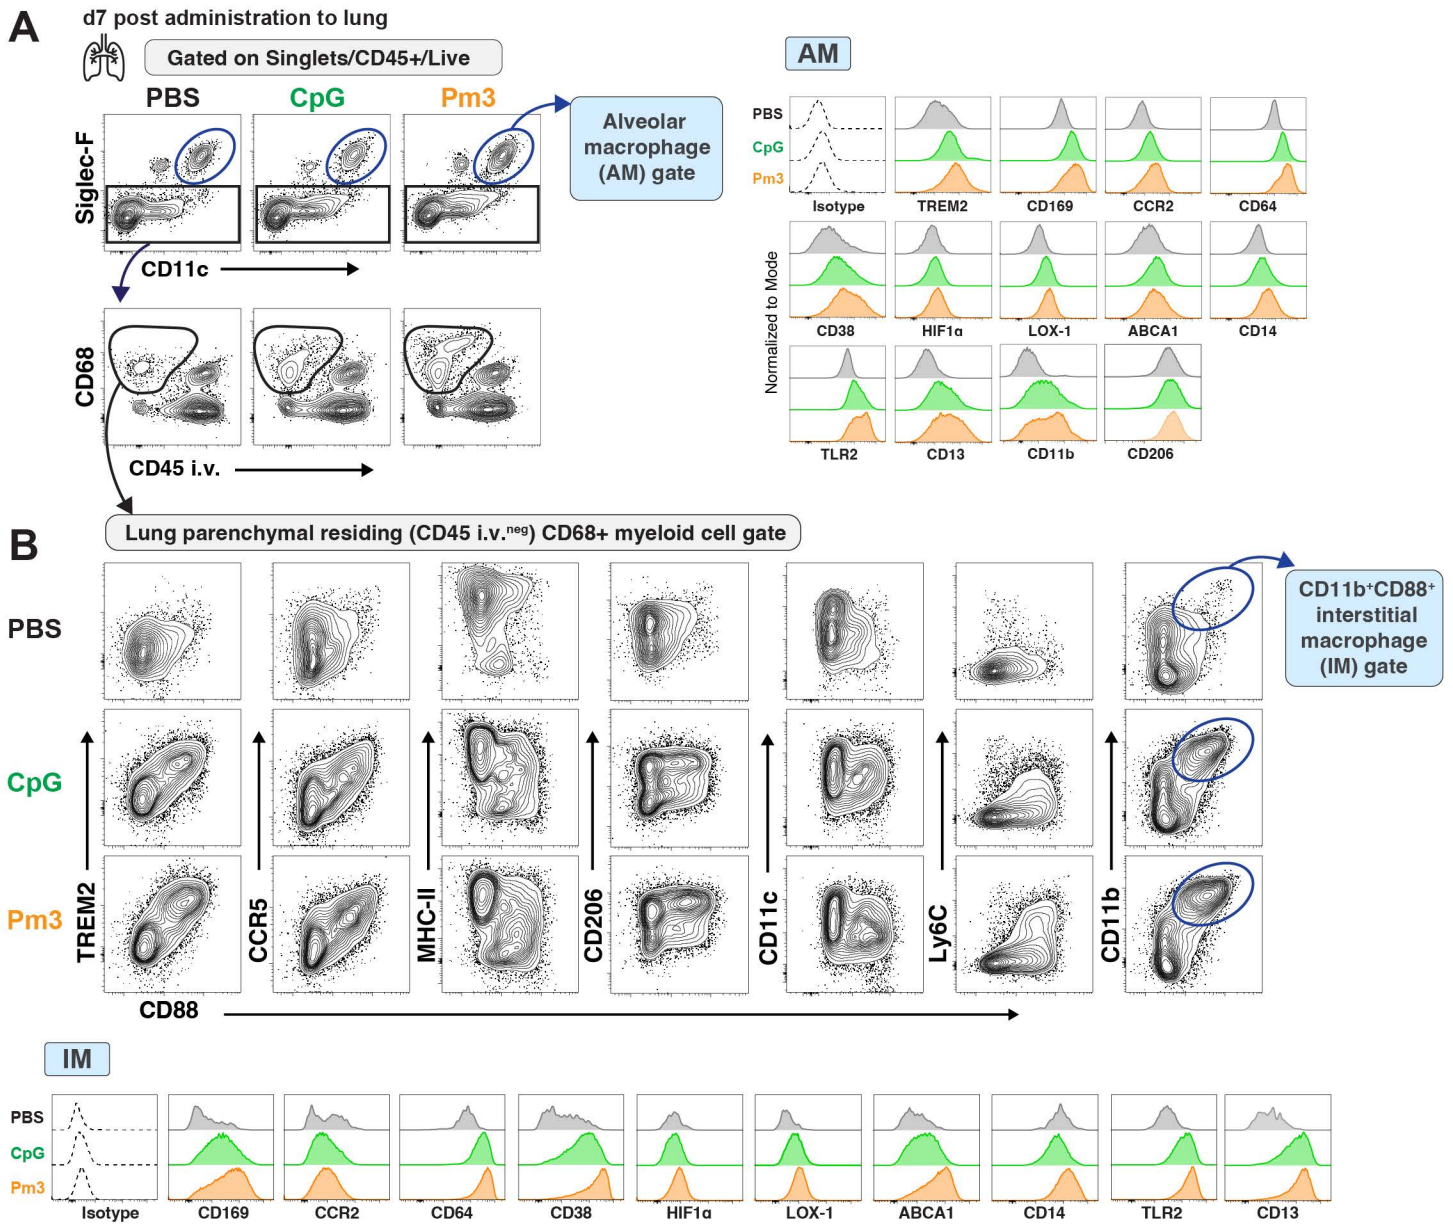 A
d7 post administration to lung
Gated on Singlets/CD45+/Live
PBS
CpG
Pm3
Siglec-F
CD11c
Alveolar
macrophage
(AM) gate
CD68
CD45 i.v.
AM
PBS
CpG
Pm3
Isotype
TREM2
CD169
CCR2
CD64
Normalized to Mode
CD38
HIF1α
LOX-1
ABCA1
CD14
TLR2
CD13
CD11b
CD206
Lung parenchymal residing (CD45 i.v.neg) CD68+ myeloid cell gate
B
PBS
CpG
Pm3
TREM2
CCR5
MHC-II
CD206
CD11c
Ly6C
CD11b
CD88
CD11b+CD88+
interstitial
macrophage
(IM) gate
IM
PBS
CpG
Pm3
Isotype
CD169
CCR2
CD64
CD38
HIF1α
LOX-1
ABCA1
CD14
TLR2
CD13